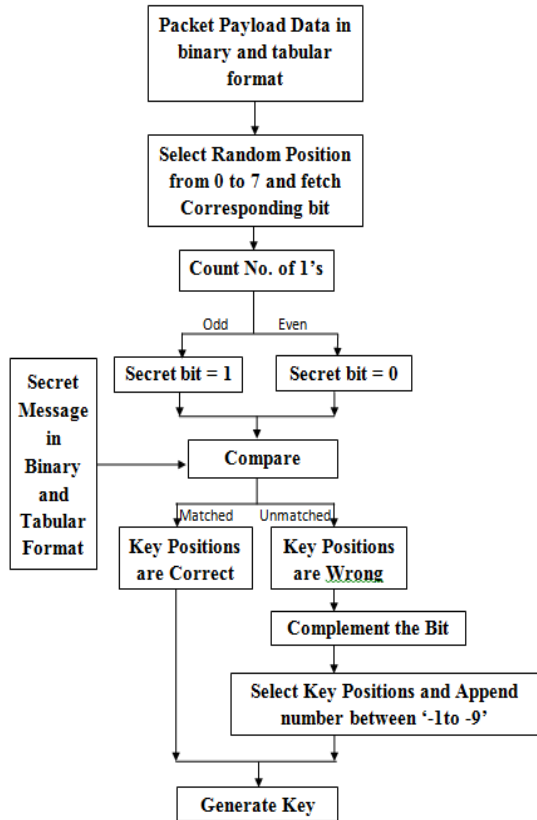 Packet Payload Data in
binary and tabular
format
Select Random Position
from 0 to 7 and fetch
Corresponding bit
Count No. of 1’s
Odd
Even
Secret bit = 1
Secret bit = 0
Secret
Message
in
Binary
and
Tabular
Format
Compare
Matched
Unmatched
Key Positions
are Correct
Key Positions
are Wrong
Complement the Bit
Select Key Positions and Append
number between ‘-1to -9’
Generate Key